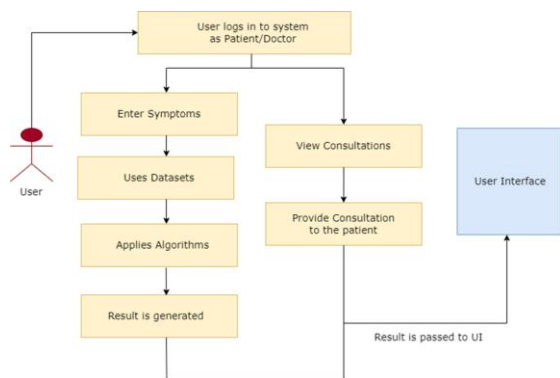 User logs in to system
as Patient/Doctor
Enter Symptoms
View Consultations
User Interface
Uses Datasets
User
Provide Consultation
to the patient
Applies Algorithms
Result is generated
Result is passed to UI